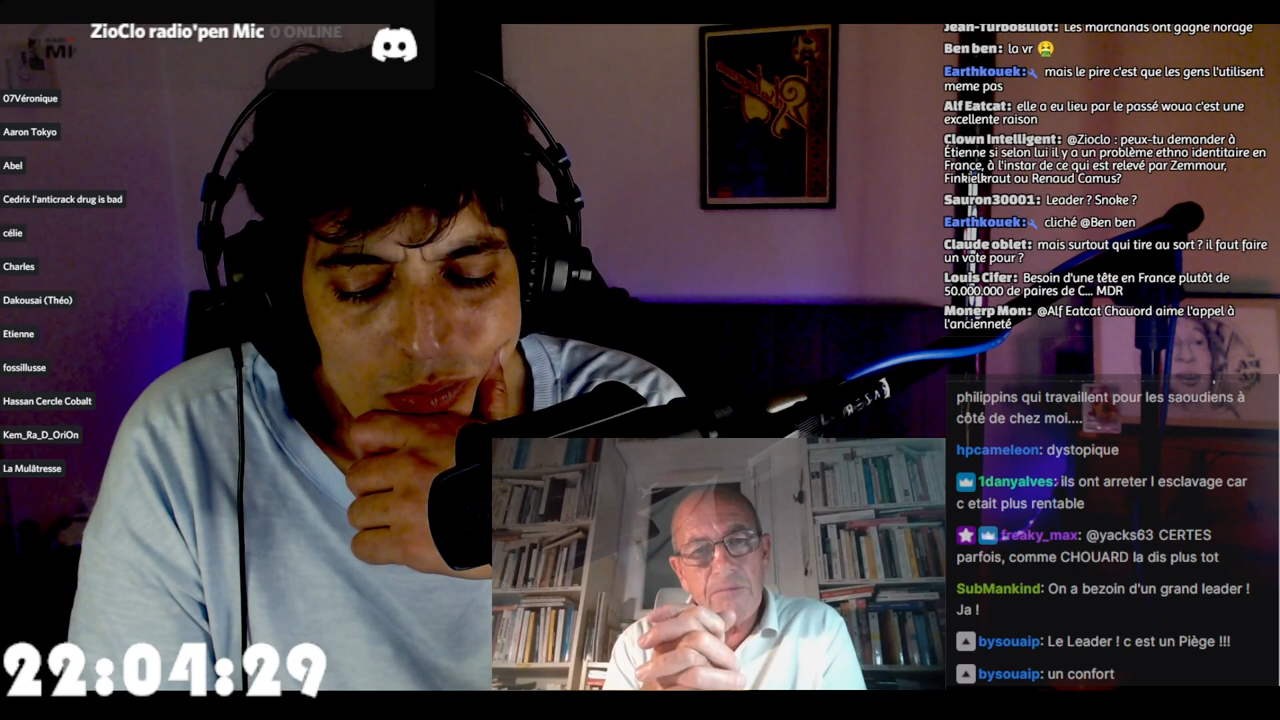 ZioClo radio'pen Mic 0 ONLINE
MI
07Véronique
Aaron Tokyo
Abel
Cedrix l'anticrack drug is bad
célie
Charles
Dakousai (Théo)
Etienne
fossillusse
Hassan Cercle Cobalt
Kem_Ra_D_OriOn
La Mulâtresse
22:04:29
Jean-TurboBulot: Les marchands ont gagne norage
Ben ben: la vr 🤮
Earthkouek:🔧 mais le pire c'est que les gens l'utilisent
meme pas
Alf Eatcat: elle a eu lieu par le passé woua c'est une
excellente raison
Clown Intelligent: @Zioclo : peux-tu demander à
Étienne si selon lui il y a un problème ethno identitaire en
France, à l'instar de ce qui est relevé par Zemmour,
Finkielkraut ou Renaud Camus?
Sauron30001: Leader ? Snoke ?
Earthkouek:🔧 cliché @Ben ben
Claude oblet: mais surtout qui tire au sort ? il faut faire
un vote pour ?
Louis Cifer: Besoin d'une tête en France plutôt de
50.000.000 de paires de C... MDR
Monerp Mon: @Alf Eatcat Chauord aime l'appel à
l'ancienneté
philippins qui travaillent pour les saoudiens à
côté de chez moi....
hpcameleon: dystopique
1danyalves: ils ont arreter l esclavage car
c etait plus rentable
freaky_max: @yacks63 CERTES
parfois, comme CHOUARD la dis plus tot
SubMankind: On a bezoin d'un grand leader !
Ja !
bysouaip: Le Leader ! c est un Piège !!!
bysouaip: un confort